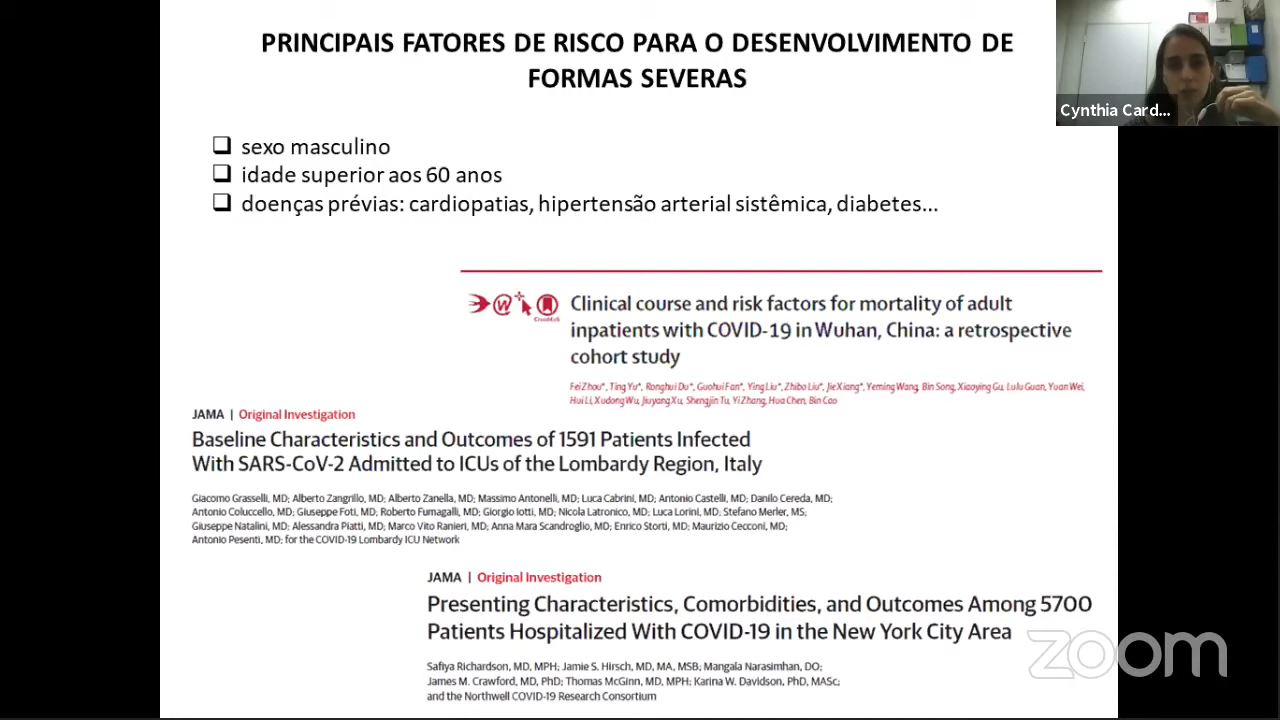 PRINCIPAIS FATORES DE RISCO PARA O DESENVOLVIMENTO DE
FORMAS SEVERAS
Cynthia Card...
sexo masculino
idade superior aos 60 anos
doenças prévias: cardiopatias, hipertensão arterial sistêmica, diabetes...
Clinical course and risk factors for mortality of adult
inpatients with COVID-19 in Wuhan, China: a retrospective
cohort study
Fei Zhou*, Ting Yu*, Ronghui Du*, Guohui Fan*, Ying Liu*, Zhibo Liu*, Jie Xiang*, Yeming Wang, Bin Song, Xiaoying Gu, Lulu Guan, Yuan Wei,
Hui Li, Xudong Wu, Jiuyang Xu, Shengjin Tu, Yi Zhang, Hua Chen, Bin Cao
JAMA | Original Investigation
Baseline Characteristics and Outcomes of 1591 Patients Infected
With SARS-CoV-2 Admitted to ICUs of the Lombardy Region, Italy
Giacomo Grasselli, MD; Alberto Zangrillo, MD; Alberto Zanella, MD; Massimo Antonelli, MD; Luca Cabrini, MD; Antonio Castelli, MD; Danilo Cereda, MD;
Antonio Coluccello, MD; Giuseppe Foti, MD; Roberto Fumagalli, MD; Giorgio Iotti, MD; Nicola Latronico, MD; Luca Lorini, MD; Stefano Merler, MS;
Giuseppe Natalini, MD; Alessandra Piatti, MD; Marco Vito Ranieri, MD; Anna Mara Scandroglio, MD; Enrico Storti, MD; Maurizio Cecconi, MD;
Antonio Pesenti, MD; for the COVID-19 Lombardy ICU Network
JAMA | Original Investigation
Presenting Characteristics, Comorbidities, and Outcomes Among 5700
Patients Hospitalized With COVID-19 in the New York City Area
Safiya Richardson, MD, MPH; Jamie S. Hirsch, MD, MA, MSB; Mangala Narasimhan, DO;
James M. Crawford, MD, PhD; Thomas McGinn, MD, MPH; Karina W. Davidson, PhD, MASc;
and the Northwell COVID-19 Research Consortium
zoom